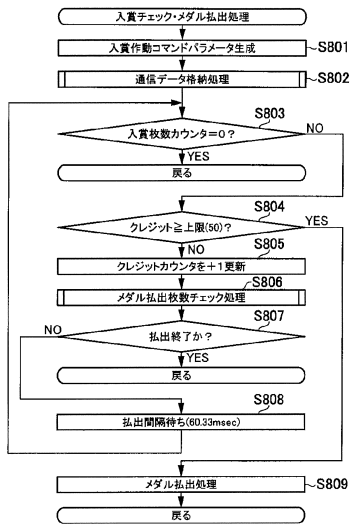 入賞チェック・メダル払出処理
入賞作動コマンドパラメータ生成
S801
通信データ格納処理
S802
S803
入賞枚数カウンタ=0?
NO
YES
戻る
S804
クレジット≧上限(50)?
YES
NO
S805
クレジットカウンタを+1更新
S806
メダル払出枚数チェック処理
S807
NO
払出終了か?
YES
戻る
S808
払出間隔待ち(60.33msec)
メダル払出処理
S809
戻る